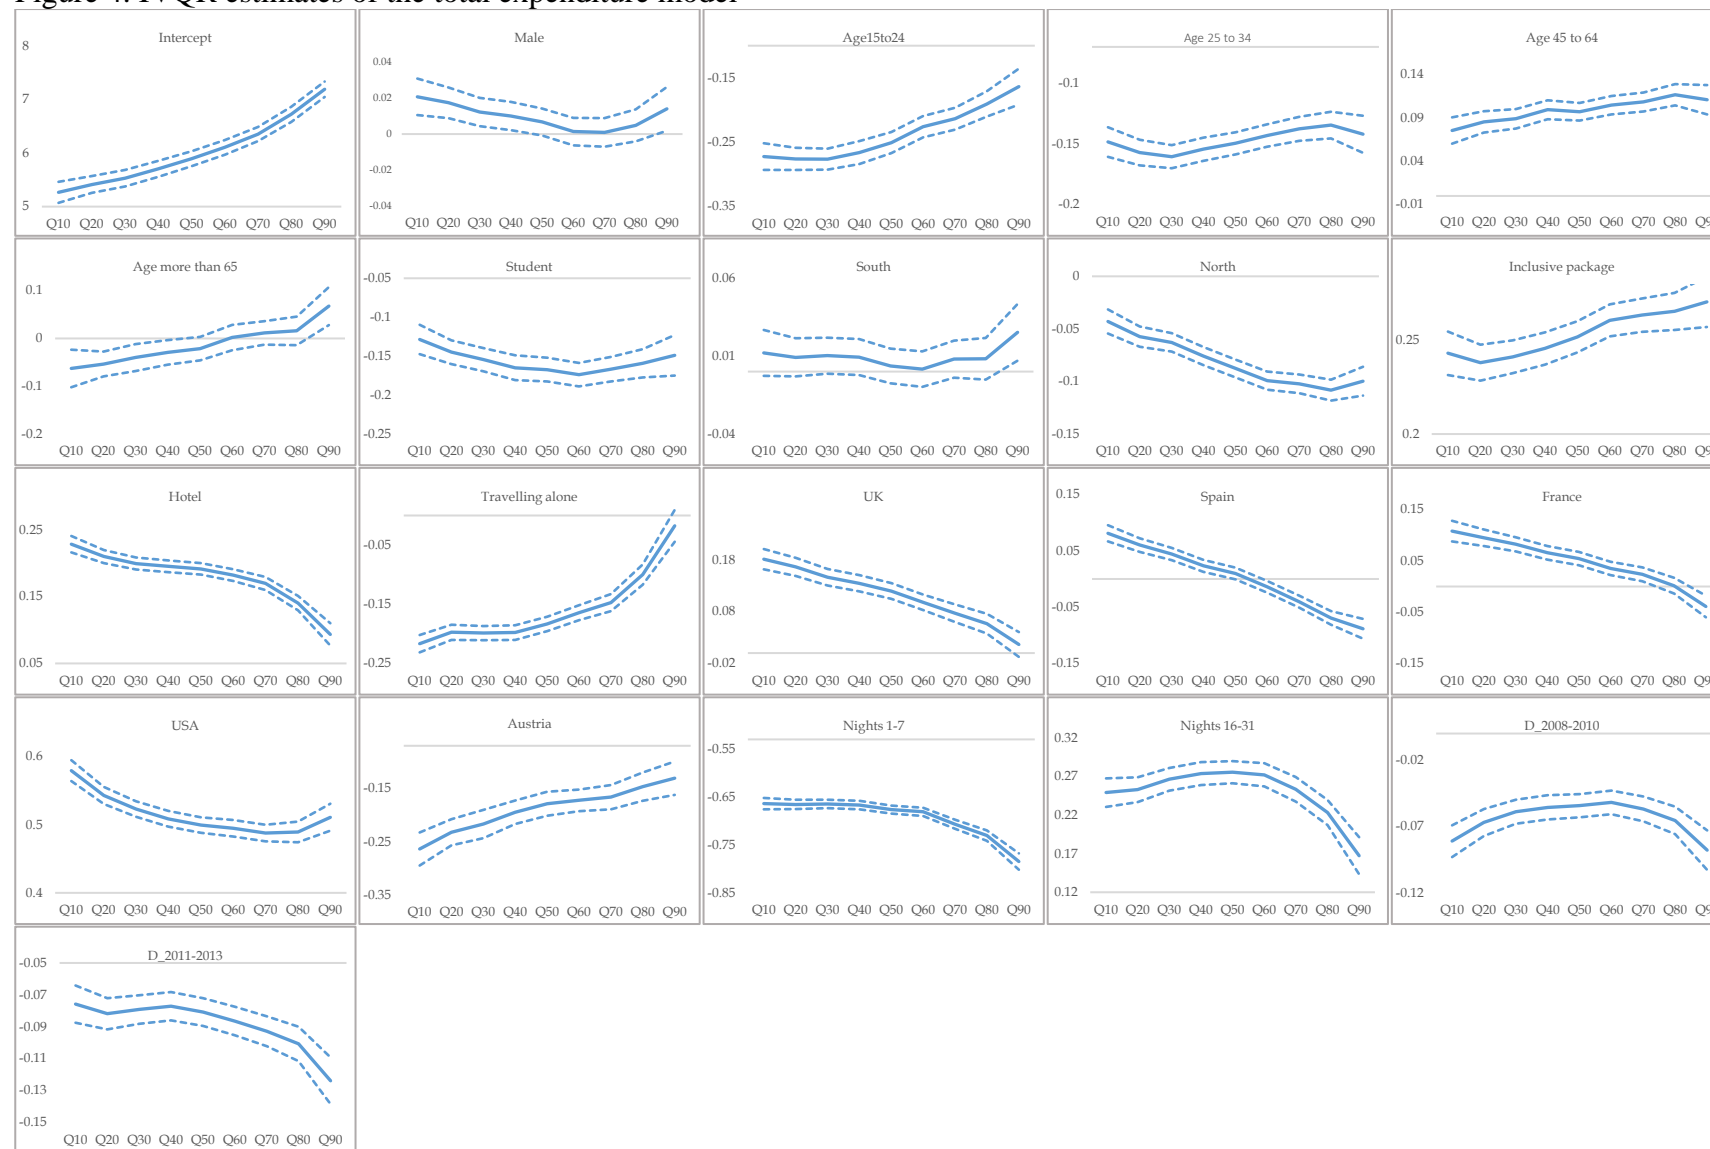 Figure 4. IVQR estimates of the total expenditure model
Intercept
8
7
6
5
Q10 Q20 Q30 Q40 Q50 Q60 Q70 Q80 Q90
Male
0.04
0.02
0
-0.02
-0.04
Q10 Q20 Q30 Q40 Q50 Q60 Q70 Q80 Q90
Age15to24
-0.15
-0.25
-0.35
Q10 Q20 Q30 Q40 Q50 Q60 Q70 Q80 Q90
Age 25 to 34
-0.1
-0.15
-0.2
Q10 Q20 Q30 Q40 Q50 Q60 Q70 Q80 Q90
Age 45 to 64
0.14
0.09
0.04
-0.01
Q10 Q20 Q30 Q40 Q50 Q60 Q70 Q80 Q9
Age more than 65
0.1
0
-0.1
-0.2
Q10 Q20 Q30 Q40 Q50 Q60 Q70 Q80 Q90
Student
-0.05
-0.1
-0.15
-0.2
-0.25
Q10 Q20 Q30 Q40 Q50 Q60 Q70 Q80 Q90
South
0.06
0.01
-0.04
Q10 Q20 Q30 Q40 Q50 Q60 Q70 Q80 Q90
North
0
-0.05
-0.1
-0.15
Q10 Q20 Q30 Q40 Q50 Q60 Q70 Q80 Q90
Inclusive package
0.25
0.2
Q10 Q20 Q30 Q40 Q50 Q60 Q70 Q80 Q9
Hotel
0.25
0.15
0.05
Q10 Q20 Q30 Q40 Q50 Q60 Q70 Q80 Q90
Travelling alone
-0.05
-0.15
-0.25
Q10 Q20 Q30 Q40 Q50 Q60 Q70 Q80 Q90
UK
0.18
0.08
-0.02
Q10 Q20 Q30 Q40 Q50 Q60 Q70 Q80 Q90
Spain
0.15
0.05
-0.05
-0.15
Q10 Q20 Q30 Q40 Q50 Q60 Q70 Q80 Q90
France
0.15
0.05
-0.05
-0.15
Q10 Q20 Q30 Q40 Q50 Q60 Q70 Q80 Q9
USA
0.6
0.5
0.4
Q10 Q20 Q30 Q40 Q50 Q60 Q70 Q80 Q90
Austria
-0.15
-0.25
-0.35
Q10 Q20 Q30 Q40 Q50 Q60 Q70 Q80 Q90
Nights 1-7
-0.55
-0.65
-0.75
-0.85
Q10 Q20 Q30 Q40 Q50 Q60 Q70 Q80 Q90
Nights 16-31
0.32
0.27
0.22
0.17
0.12
Q10 Q20 Q30 Q40 Q50 Q60 Q70 Q80 Q90
D_2008-2010
-0.02
-0.07
-0.12
Q10 Q20 Q30 Q40 Q50 Q60 Q70 Q80 Q9
D_2011-2013
-0.05
-0.07
-0.09
-0.11
-0.13
-0.15
Q10 Q20 Q30 Q40 Q50 Q60 Q70 Q80 Q90